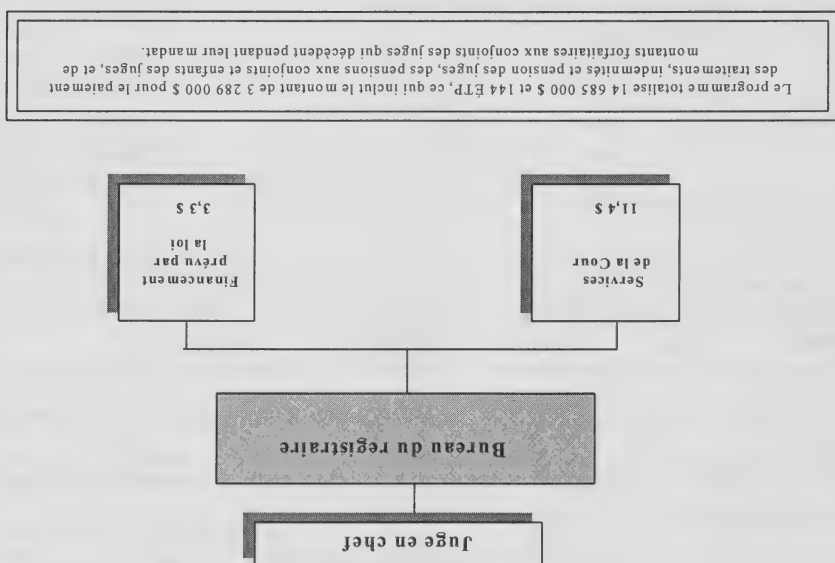 Juge en chef
Bureau du registraire
Services
de la Cour
11,4 $
Financement
prévu par
la loi
3,3 $
Le programme totalise 14 685 000 $ et 144 ÉTP, ce qui inclut le montant de 3 289 000 $ pour le paiement
des traitements, indemnités et pension des juges, des pensions aux conjoints et enfants des juges, et de
montants forfaitaires aux conjoints des juges qui décèdent pendant leur mandat.